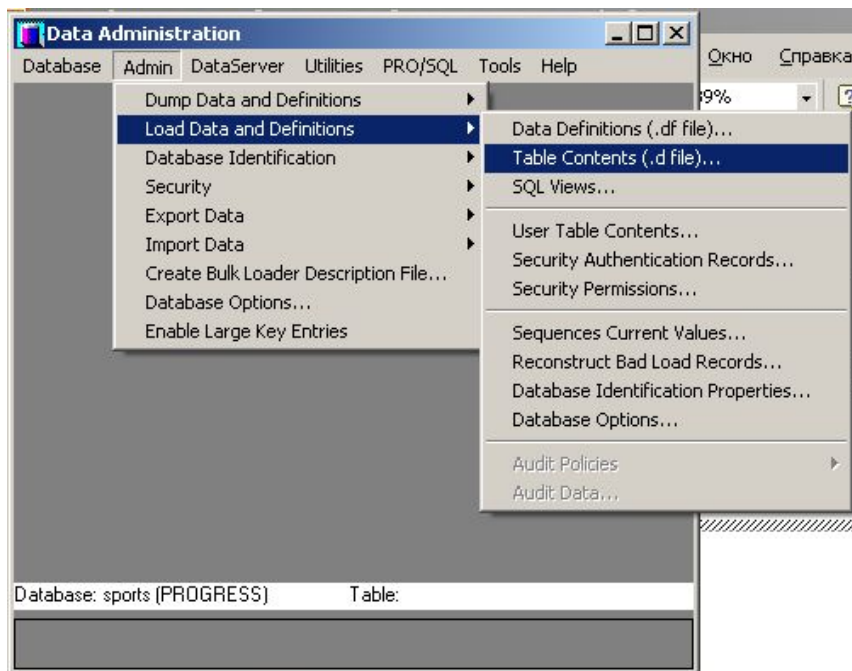 Data Administration
Database Admin DataServer Utilities PRO/SQL Tools Help
Окно Справка
Dump Data and Definitions
Load Data and Definitions
Database Identification
Security
Export Data
Import Data
Create Bulk Loader Description File...
Database Options...
Enable Large Key Entries
Data Definitions (.df file)...
Table Contents (.d file)...
SQL Views...
User Table Contents...
Security Authentication Records...
Security Permissions...
Sequences Current Values...
Reconstruct Bad Load Records...
Database Identification Properties...
Database Options...
Audit Policies
Audit Data...
Database: sports (PROGRESS) Table: